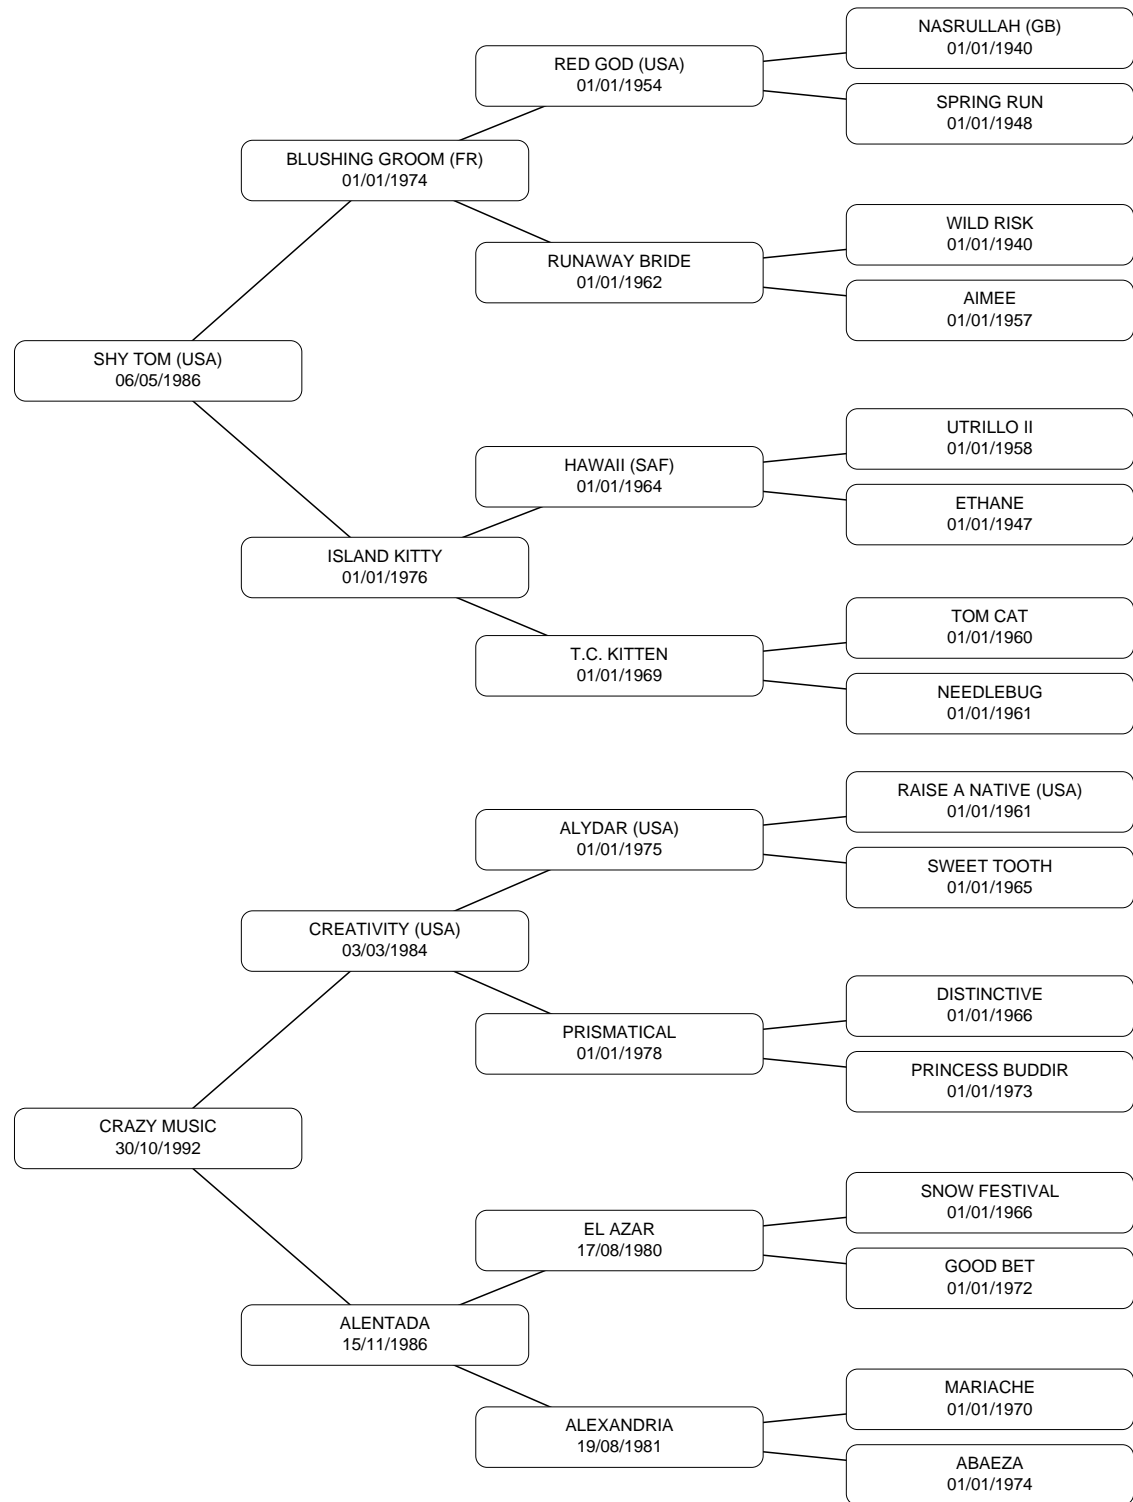 NASRULLAH (GB)
01/01/1940
RED GOD (USA)
01/01/1954
SPRING RUN
01/01/1948
BLUSHING GROOM (FR)
01/01/1974
WILD RISK
01/01/1940
RUNAWAY BRIDE
01/01/1962
AIMEE
01/01/1957
SHY TOM (USA)
06/05/1986
UTRILLO II
01/01/1958
HAWAII (SAF)
01/01/1964
ETHANE
01/01/1947
ISLAND KITTY
01/01/1976
TOM CAT
01/01/1960
T.C. KITTEN
01/01/1969
NEEDLEBUG
01/01/1961
RAISE A NATIVE (USA)
01/01/1961
ALYDAR (USA)
01/01/1975
SWEET TOOTH
01/01/1965
CREATIVITY (USA)
03/03/1984
DISTINCTIVE
01/01/1966
PRISMATICAL
01/01/1978
PRINCESS BUDDIR
01/01/1973
CRAZY MUSIC
30/10/1992
SNOW FESTIVAL
01/01/1966
EL AZAR
17/08/1980
GOOD BET
01/01/1972
ALENTADA
15/11/1986
MARIACHE
01/01/1970
ALEXANDRIA
19/08/1981
ABAEZA
01/01/1974